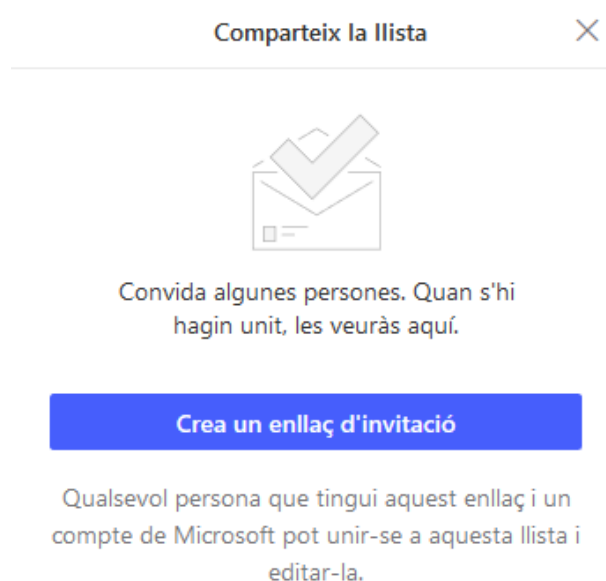 Comparteix la llista
Convida algunes persones. Quan s'hi
hagin unit, les veuràs aquí.
Crea un enllaç d'invitació
Qualsevol persona que tingui aquest enllaç i un
compte de Microsoft pot unir-se a aquesta llista i
editar-la.